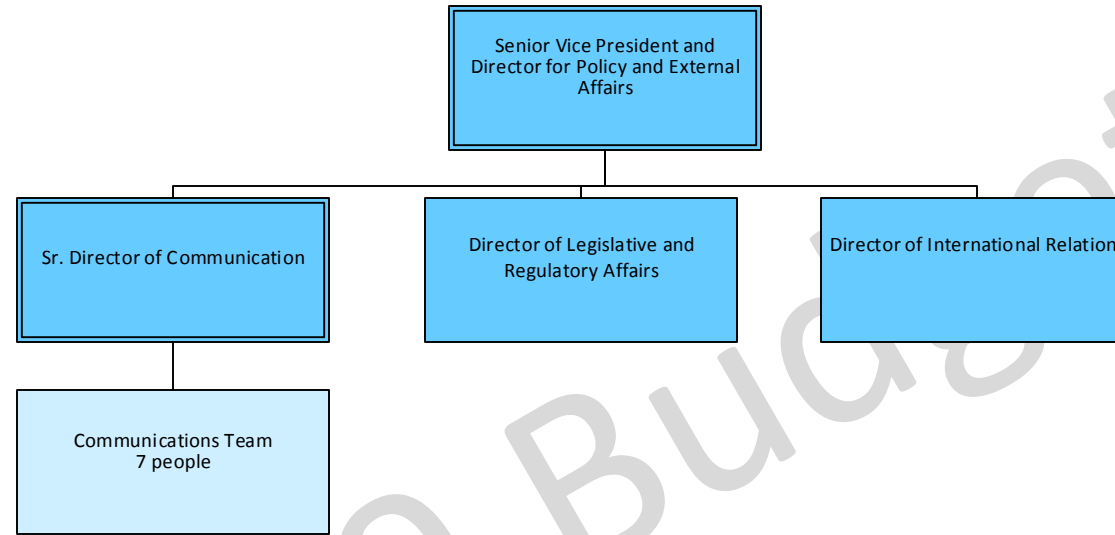 Senior Vice President and
Director for Policy and External
Affairs
Sr. Director of Communication
Director of Legislative and
Regulatory Affairs
Director of International Relation
Communications Team
7 people
Budget